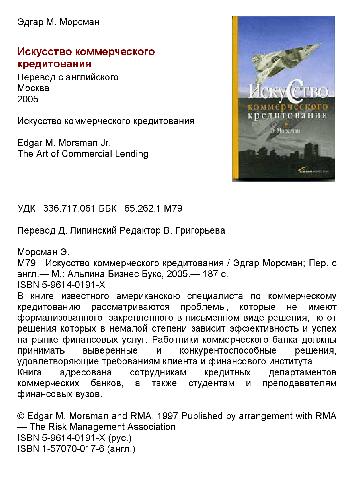 Эдгар М. Морсман
Искусство коммерческого
кредитования
Перевод с английского
Москва
2005
Искусство коммерческого кредитования
Edgar M. Morsman Jr.
The Art of Commercial Lending
ИСКУССТВО
коммерческого
кредитования
Э. Морсман
УДК 336.717.061 ББК 65.262.1 М79
Перевод Д. Липинский Редактор В. Григорьева
Морсман Э.
М79 Искусство коммерческого кредитования / Эдгар Морсман; Пер. с
англ.— М.: Альпина Бизнес Букс, 2005.— 187 с.
ISBN 5-9614-0191-X
В книге известного американского специалиста по коммерческому
кредитованию рассматриваются проблемы, которые не имеют
формализованного закрепленного в письменном виде решения, но от
решения которых в немалой степени зависит эффективность и успех
на рынке финансовых услуг. Работники коммерческого банка должны
принимать выверенные и конкурентоспособные решения,
удовлетворяющие требованиям клиента и финансового института.
Книга адресована сотрудникам кредитных департаментов
коммерческих банков, а также студентам и преподавателям
финансовых вузов.
© Edgar M. Morsman and RMA, 1997 Published by arrangement with RMA
— The Risk Management Association
ISBN 5-9614-0191-X (рус.)
ISBN 1-57070-017-6 (англ.)